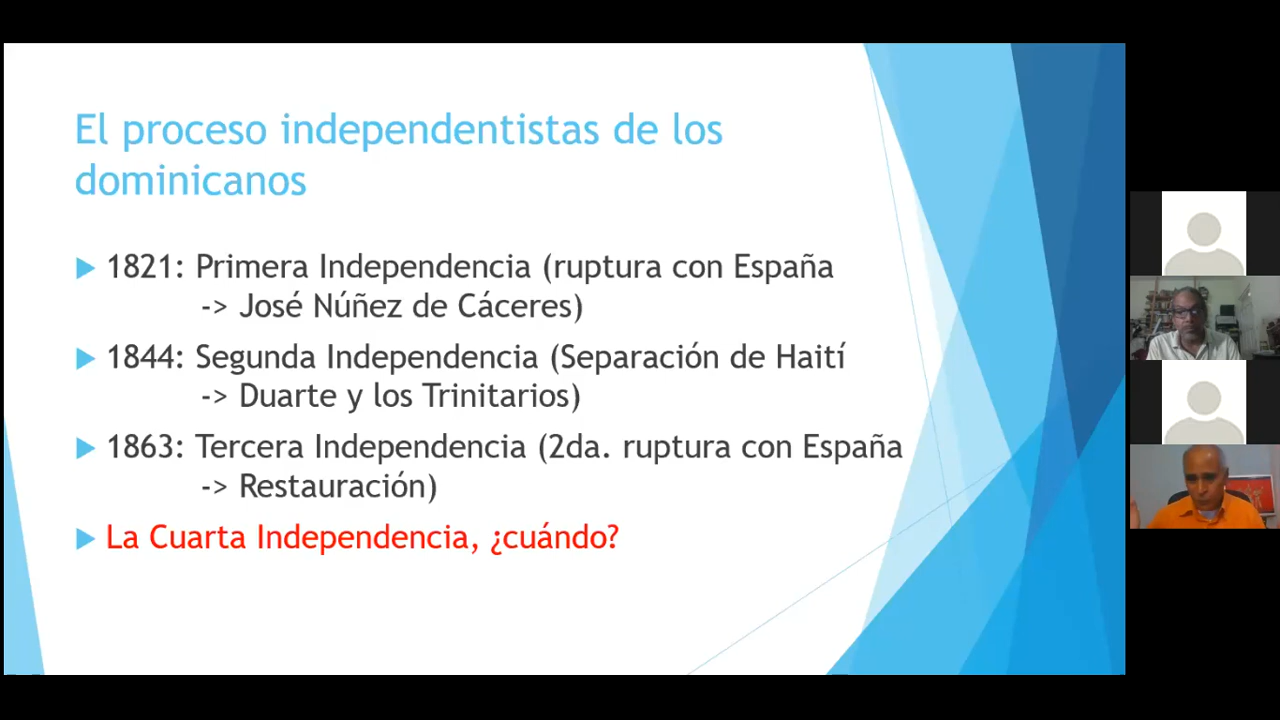 El proceso independentistas de los
dominicanos
1821: Primera Independencia (ruptura con España
-> José Núñez de Cáceres)
1844: Segunda Independencia (Separación de Haití
-> Duarte y los Trinitarios)
1863: Tercera Independencia (2da. ruptura con España
-> Restauración)
La Cuarta Independencia, ¿cuándo?